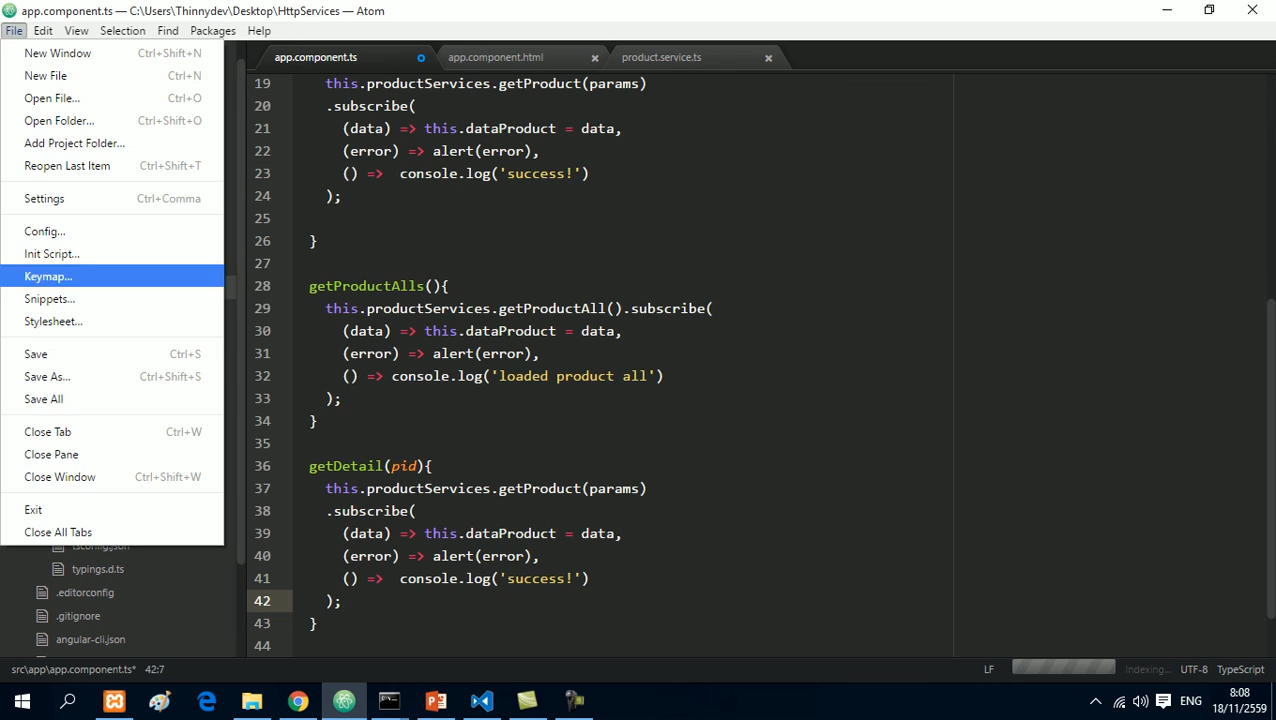 app.component.ts — C:\Users\Thinnydev\Desktop\HttpServices — Atom
File Edit View Selection Find Packages Help
New Window Ctrl+Shift+N
New File Ctrl+N
Open File... Ctrl+O
Open Folder... Ctrl+Shift+O
Add Project Folder...
Reopen Last Item Ctrl+Shift+T
Settings Ctrl+Comma
Config...
Init Script...
Keymap...
Snippets...
Stylesheet...
Save Ctrl+S
Save As... Ctrl+Shift+S
Save All
Close Tab Ctrl+W
Close Pane
Close Window Ctrl+Shift+W
Exit
Close All Tabs
tsconfig.json
typings.d.ts
.editorconfig
.gitignore
angular-cli.json
app.component.ts app.component.html product.service.ts
19 this.productServices.getProduct(params)
20 .subscribe(
21 (data) => this.dataProduct = data,
22 (error) => alert(error),
23 () =>  console.log('success!')
24 );
25
26 }
27
28 getProductAlls(){
29 this.productServices.getProductAll().subscribe(
30 (data) => this.dataProduct = data,
31 (error) => alert(error),
32 () => console.log('loaded product all')
33 );
34 }
35
36 getDetail(pid){
37 this.productServices.getProduct(params)
38 .subscribe(
39 (data) => this.dataProduct = data,
40 (error) => alert(error),
41 () =>  console.log('success!')
42 );
43 }
44
src\app\app.component.ts* 42:7 LF Indexing... UTF-8 TypeScript
ENG 8:08
18/11/2559